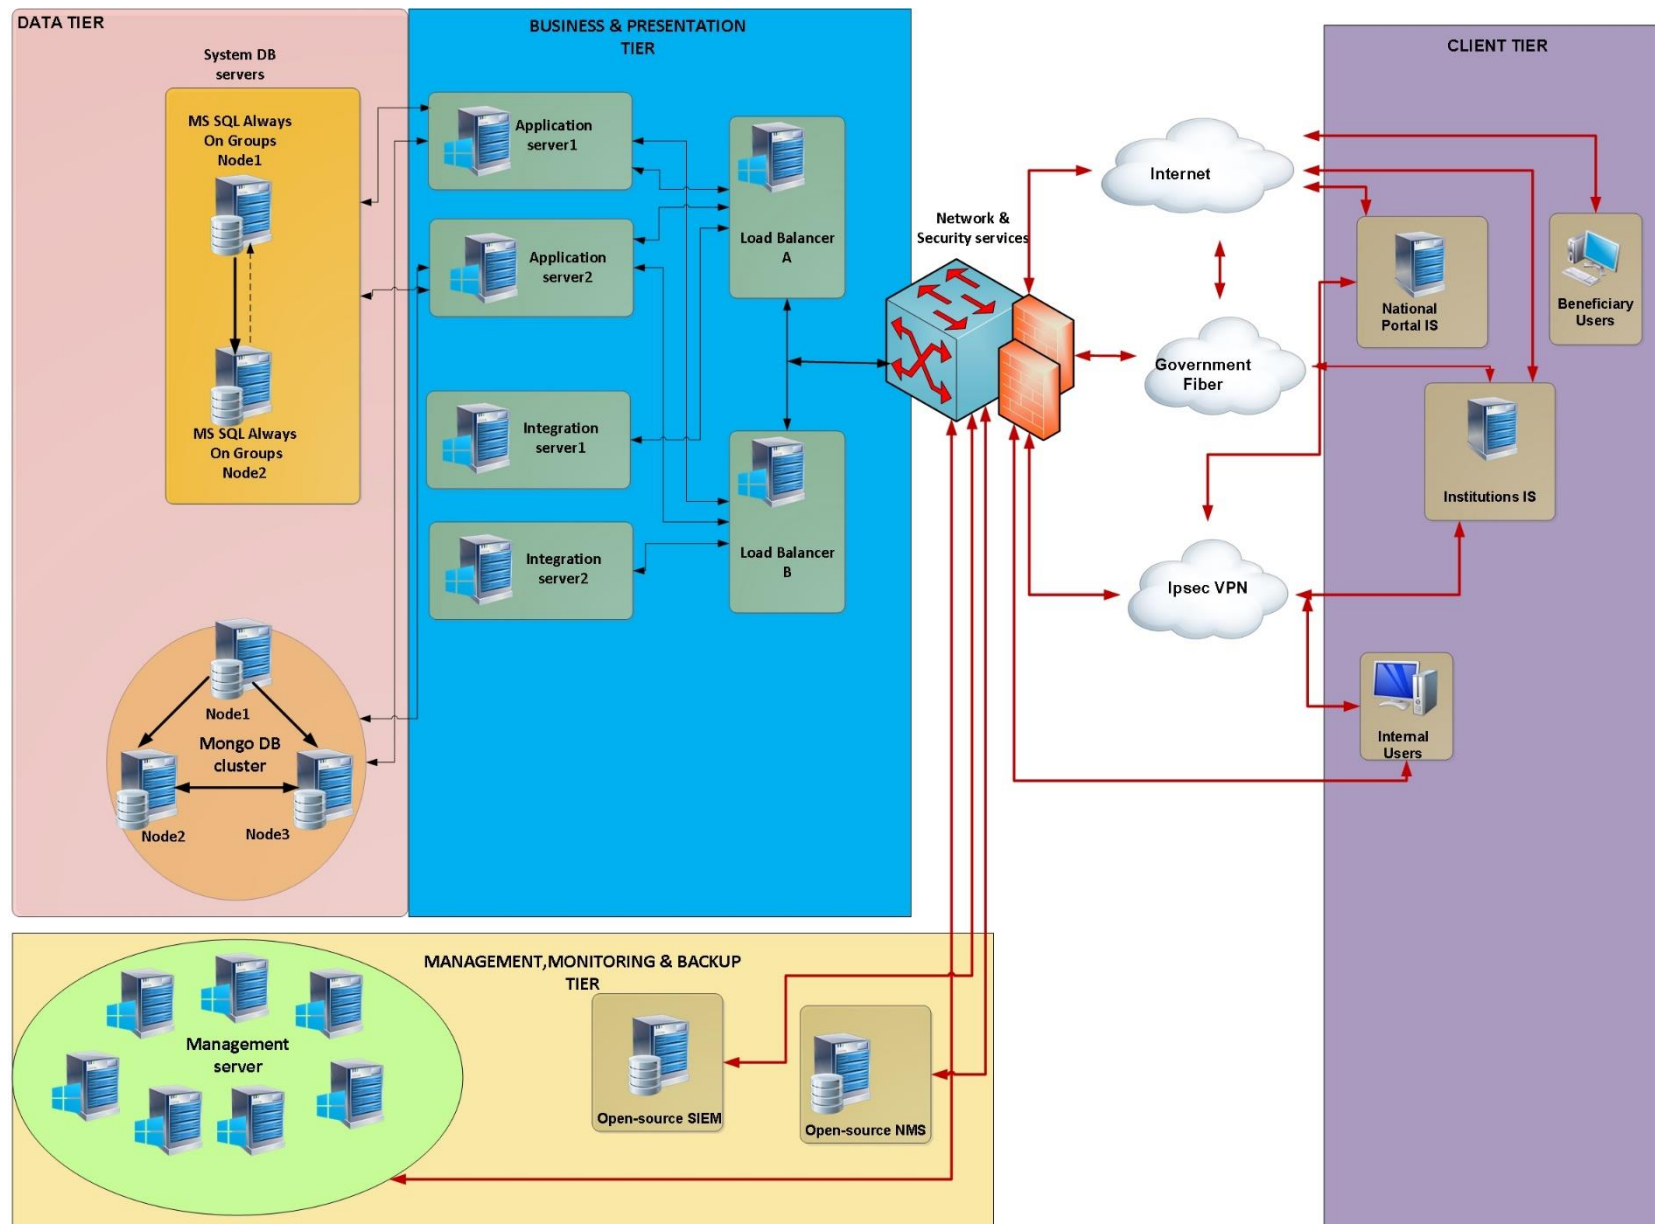 DATA TIER
System DB
servers
MS SQL Always
On Groups
Node1
MS SQL Always
On Groups
Node2
Node1
Mongo DB
cluster
Node2
Node3
BUSINESS & PRESENTATION
TIER
Application
server1
Application
server2
Integration
server1
Integration
server2
Load Balancer
A
Load Balancer
B
Network &
Security services
Internet
Government
Fiber
Ipsec VPN
CLIENT TIER
National
Portal IS
Beneficiary
Users
Institutions IS
Internal
Users
MANAGEMENT,MONITORING & BACKUP
TIER
Management
server
Open-source SIEM
Open-source NMS